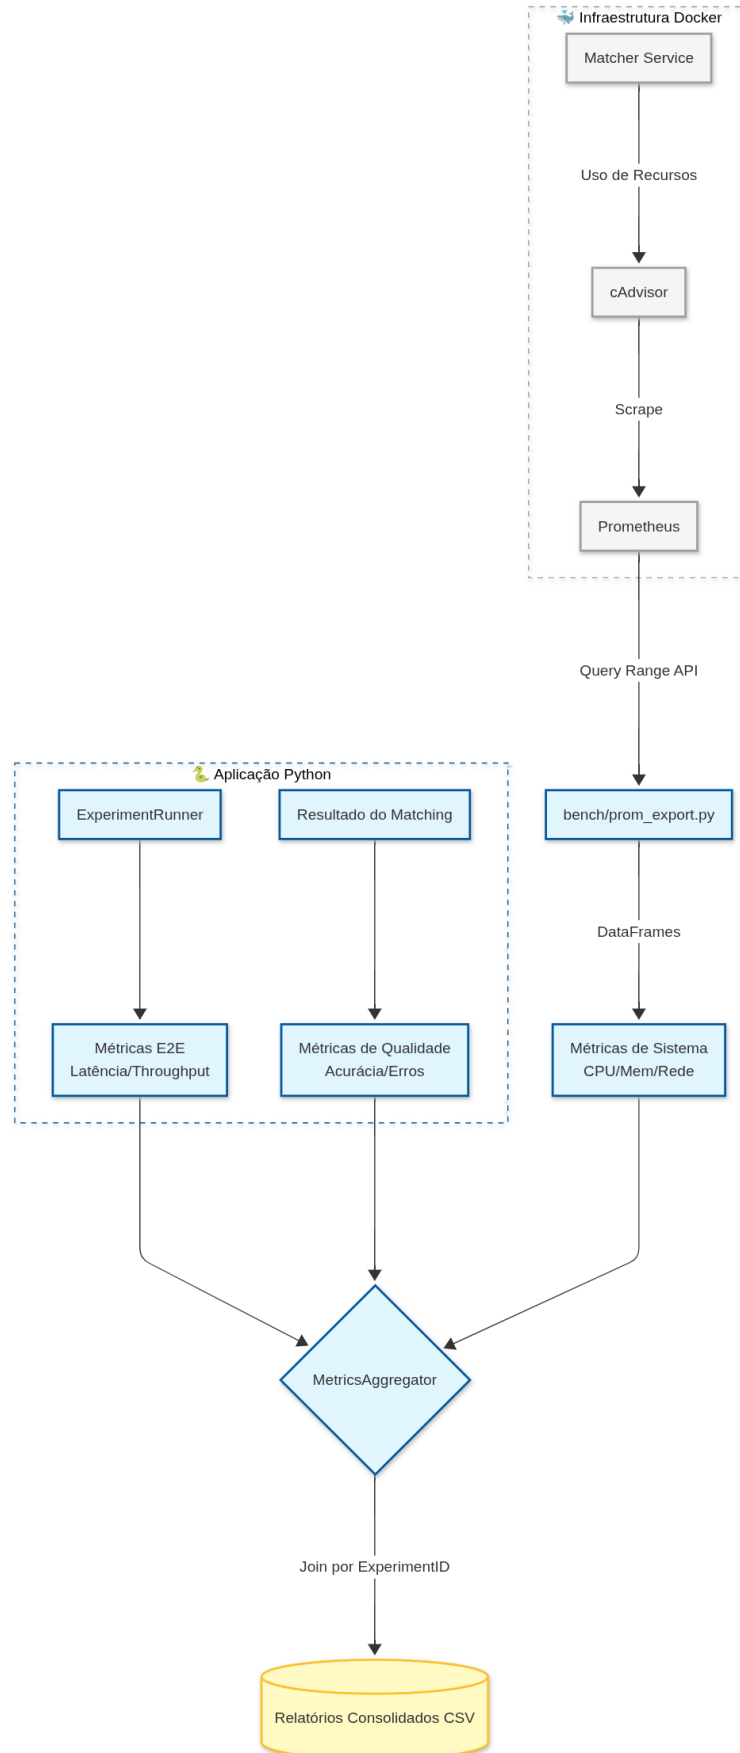 🐳 Infraestrutura Docker
Matcher Service
Uso de Recursos
cAdvisor
Scrape
Prometheus
Query Range API
🐍 Aplicação Python
ExperimentRunner
Resultado do Matching
bench/prom_export.py
DataFrames
Métricas E2E
Latência/Throughput
Métricas de Qualidade
Acurácia/Erros
Métricas de Sistema
CPU/Mem/Rede
MetricsAggregator
Join por ExperimentID
Relatórios Consolidados CSV